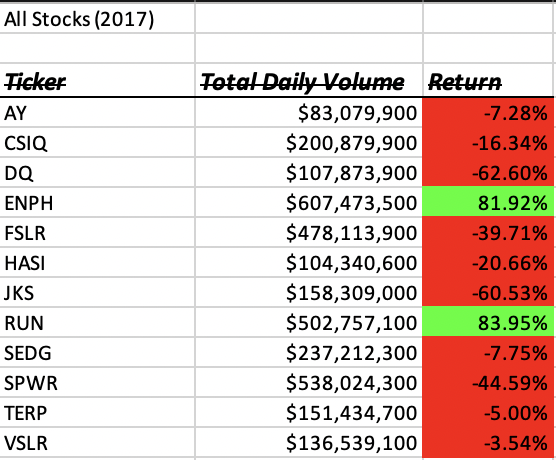 All Stocks (2017)
Ticker Total Daily Volume Return
AY $83,079,900 -7.28%
CSIQ $200,879,900 -16.34%
DQ $107,873,900 -62.60%
ENPH $607,473,500 81.92%
FSLR $478,113,900 -39.71%
HASI $104,340,600 -20.66%
JKS $158,309,000 -60.53%
RUN $502,757,100 83.95%
SEDG $237,212,300 -7.75%
SPWR $538,024,300 -44.59%
TERP $151,434,700 -5.00%
VSLR $136,539,100 -3.54%